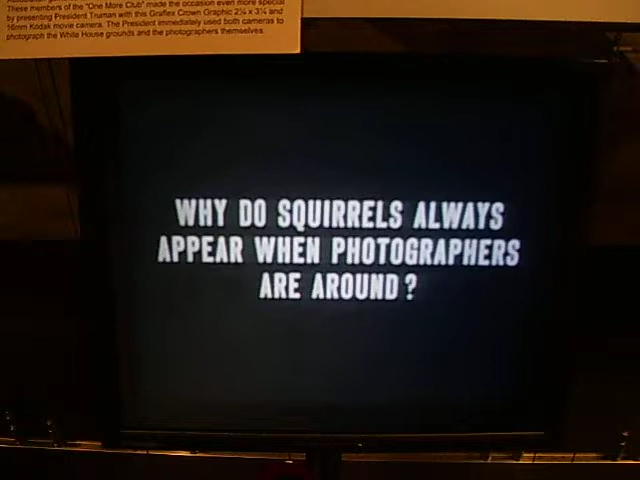 These members of the "One More Club" made the occasion even more special
by presenting President Truman with this Graflex Crown Graphic 2¼ x 3¼ and
16mm Kodak movie camera. The President immediately used both cameras to
photograph the White House grounds and the photographers themselves.
WHY DO SQUIRRELS ALWAYS
APPEAR WHEN PHOTOGRAPHERS
ARE AROUND?